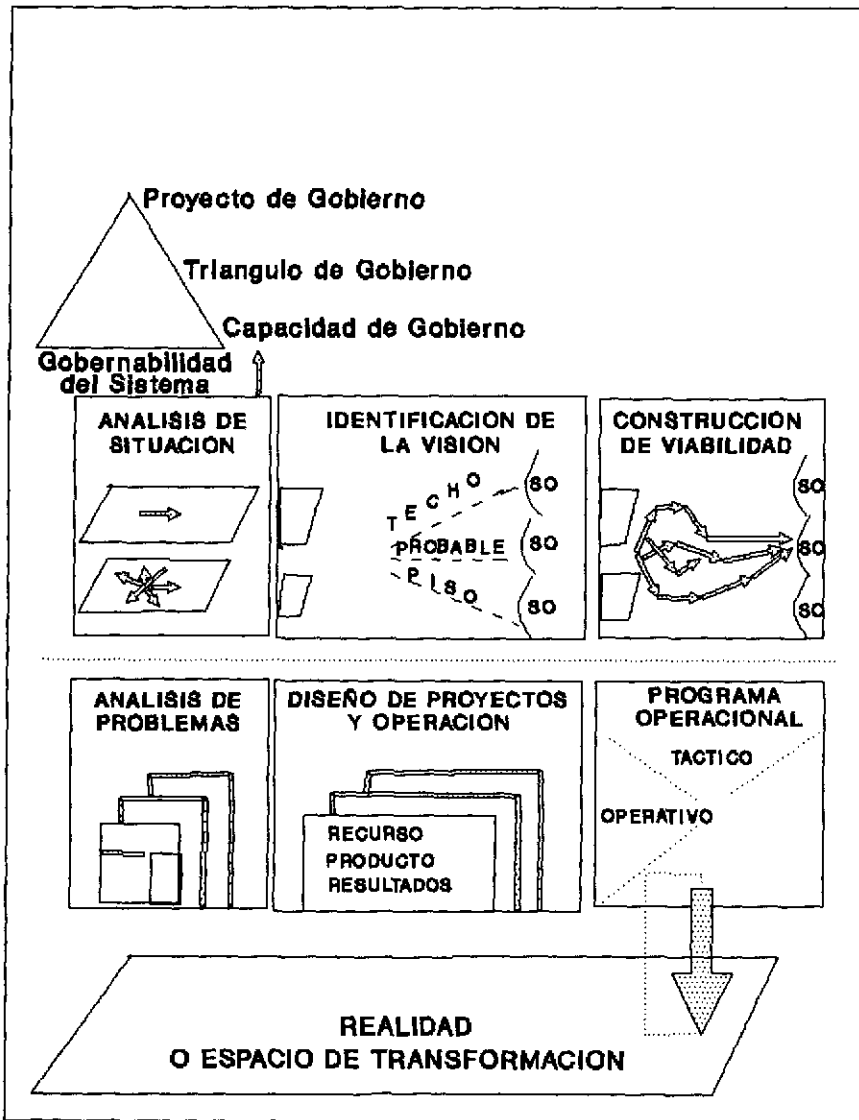 Proyecto de Gobierno
Triangulo de Gobierno
Capacidad de Gobierno
Gobernabilidad
del Sistema
ANALISIS DE
SITUACION
IDENTIFICACION DE
LA VISION
TECHO
PROBABLE
PISO
SO
SO
SO
CONSTRUCCION
DE VIABILIDAD
SO
SO
SO
ANALISIS DE
PROBLEMAS
DISEÑO DE PROYECTOS
Y OPERACION
RECURSO
PRODUCTO
RESULTADOS
PROGRAMA
OPERACIONAL
TACTICO
OPERATIVO
REALIDAD
O ESPACIO DE TRANSFORMACION